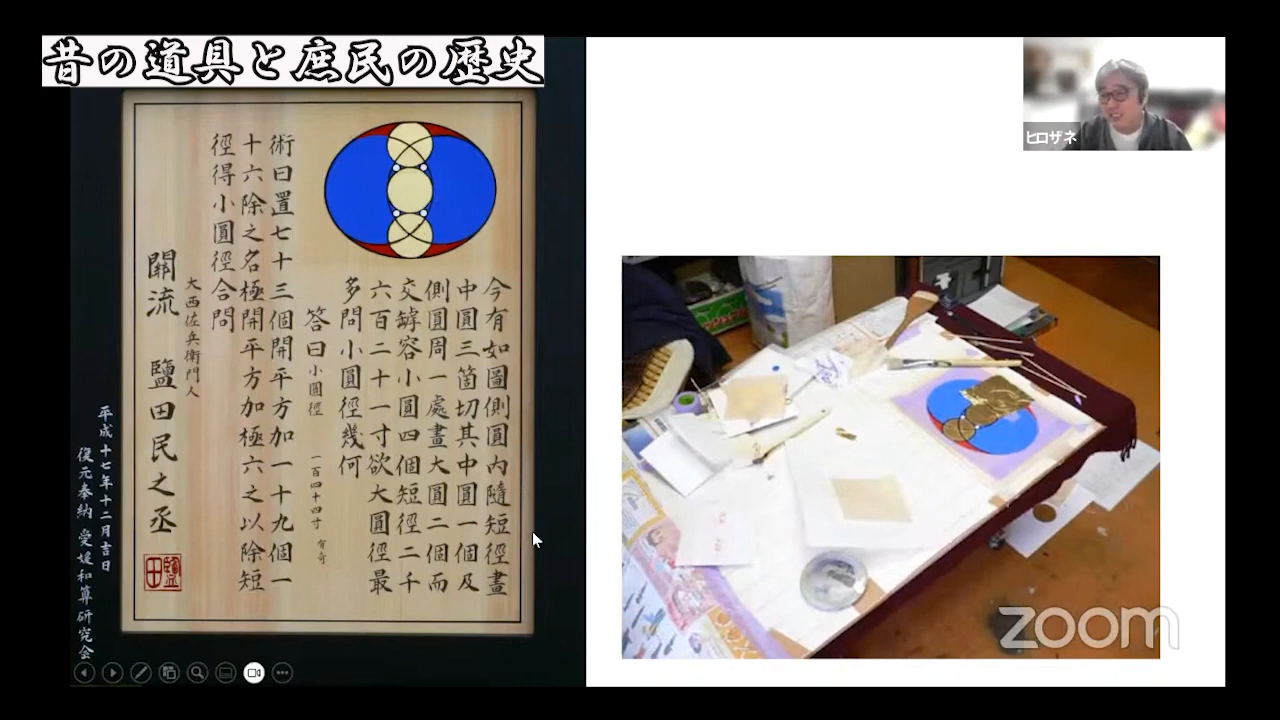 昔の道具と庶民の歴史
今有如圖側圓内隨短徑畫
中圓三箇切其中圓一個及
側圓周一處畫大圓二個而
交罅容小圓四個短徑二千
六百二十一寸欲大圓徑最
多問小圓徑幾何
答曰小圓徑 一百四十四寸 有奇
術曰置七十三個開平方加一十九個一
十六除之名極開平方加極六之以除短
徑得小圓徑合問
大西佐兵衛門人
關流 鹽田民之丞
鹽田
平成十七年十二月吉日
復元奉納 愛媛和算研究会
ヒロザネ
zoom